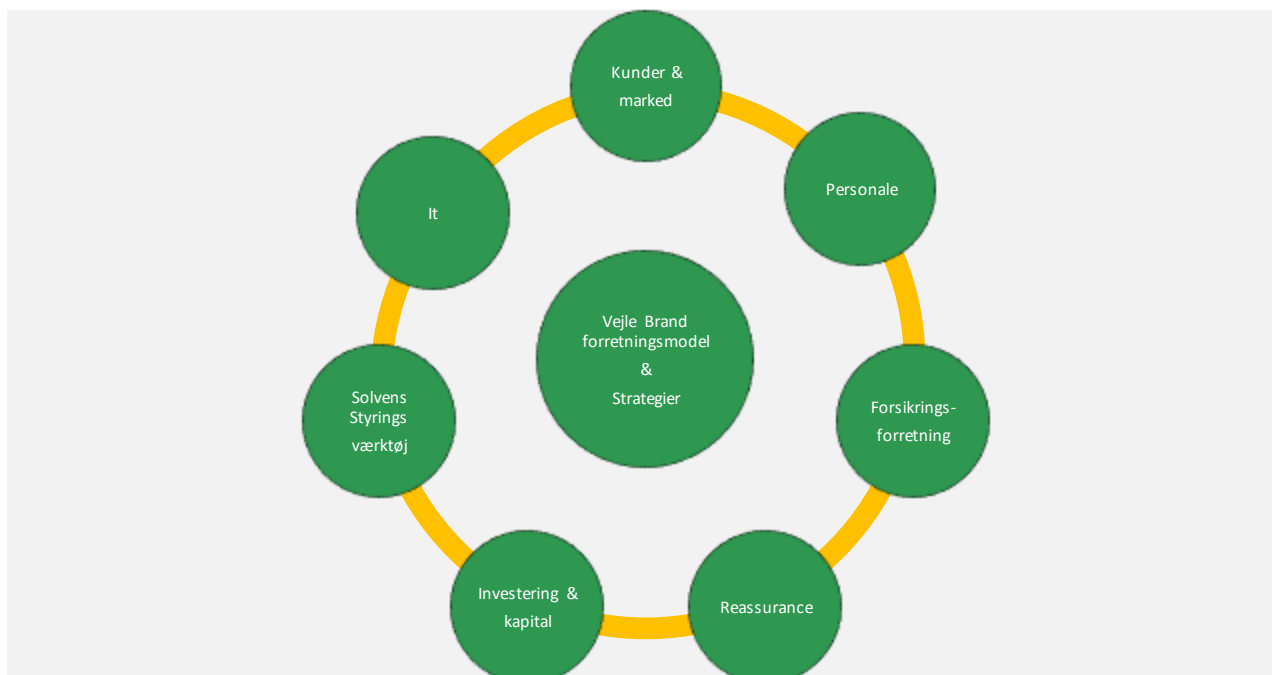 Kunder &
marked
Personale
It
Vejle Brand
forretningsmodel
&
Strategier
Solvens
Styrings
værktøj
Forsikrings-
forretning
Investering &
kapital
Reassurance